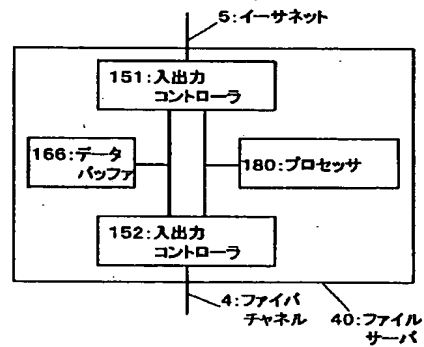 5:イーサネット
151:入出力
コントローラ
166:データ
バッファ
180:プロセッサ
152:入出力
コントローラ
4:ファイバ
チャネル
40:ファイル
サーバ